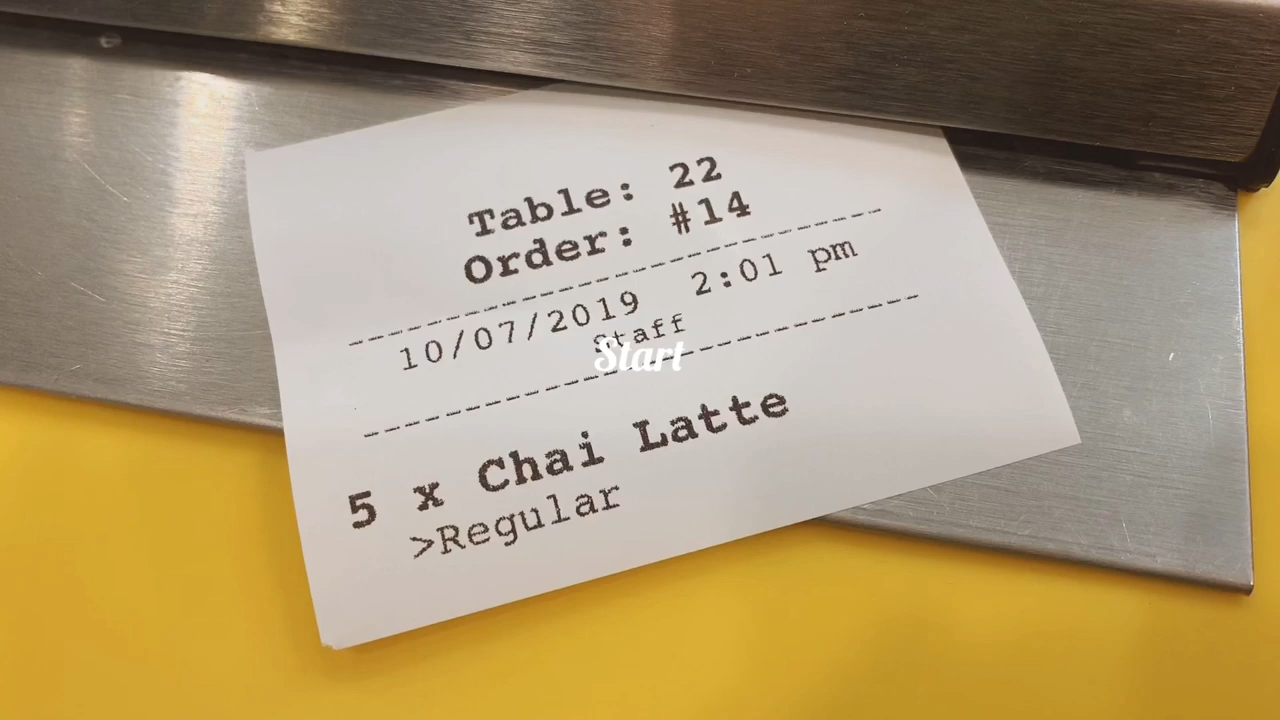 Table: 22
Order: #14
10/07/2019 2:01 pm
Staff
Start
5 x Chai Latte
>Regular